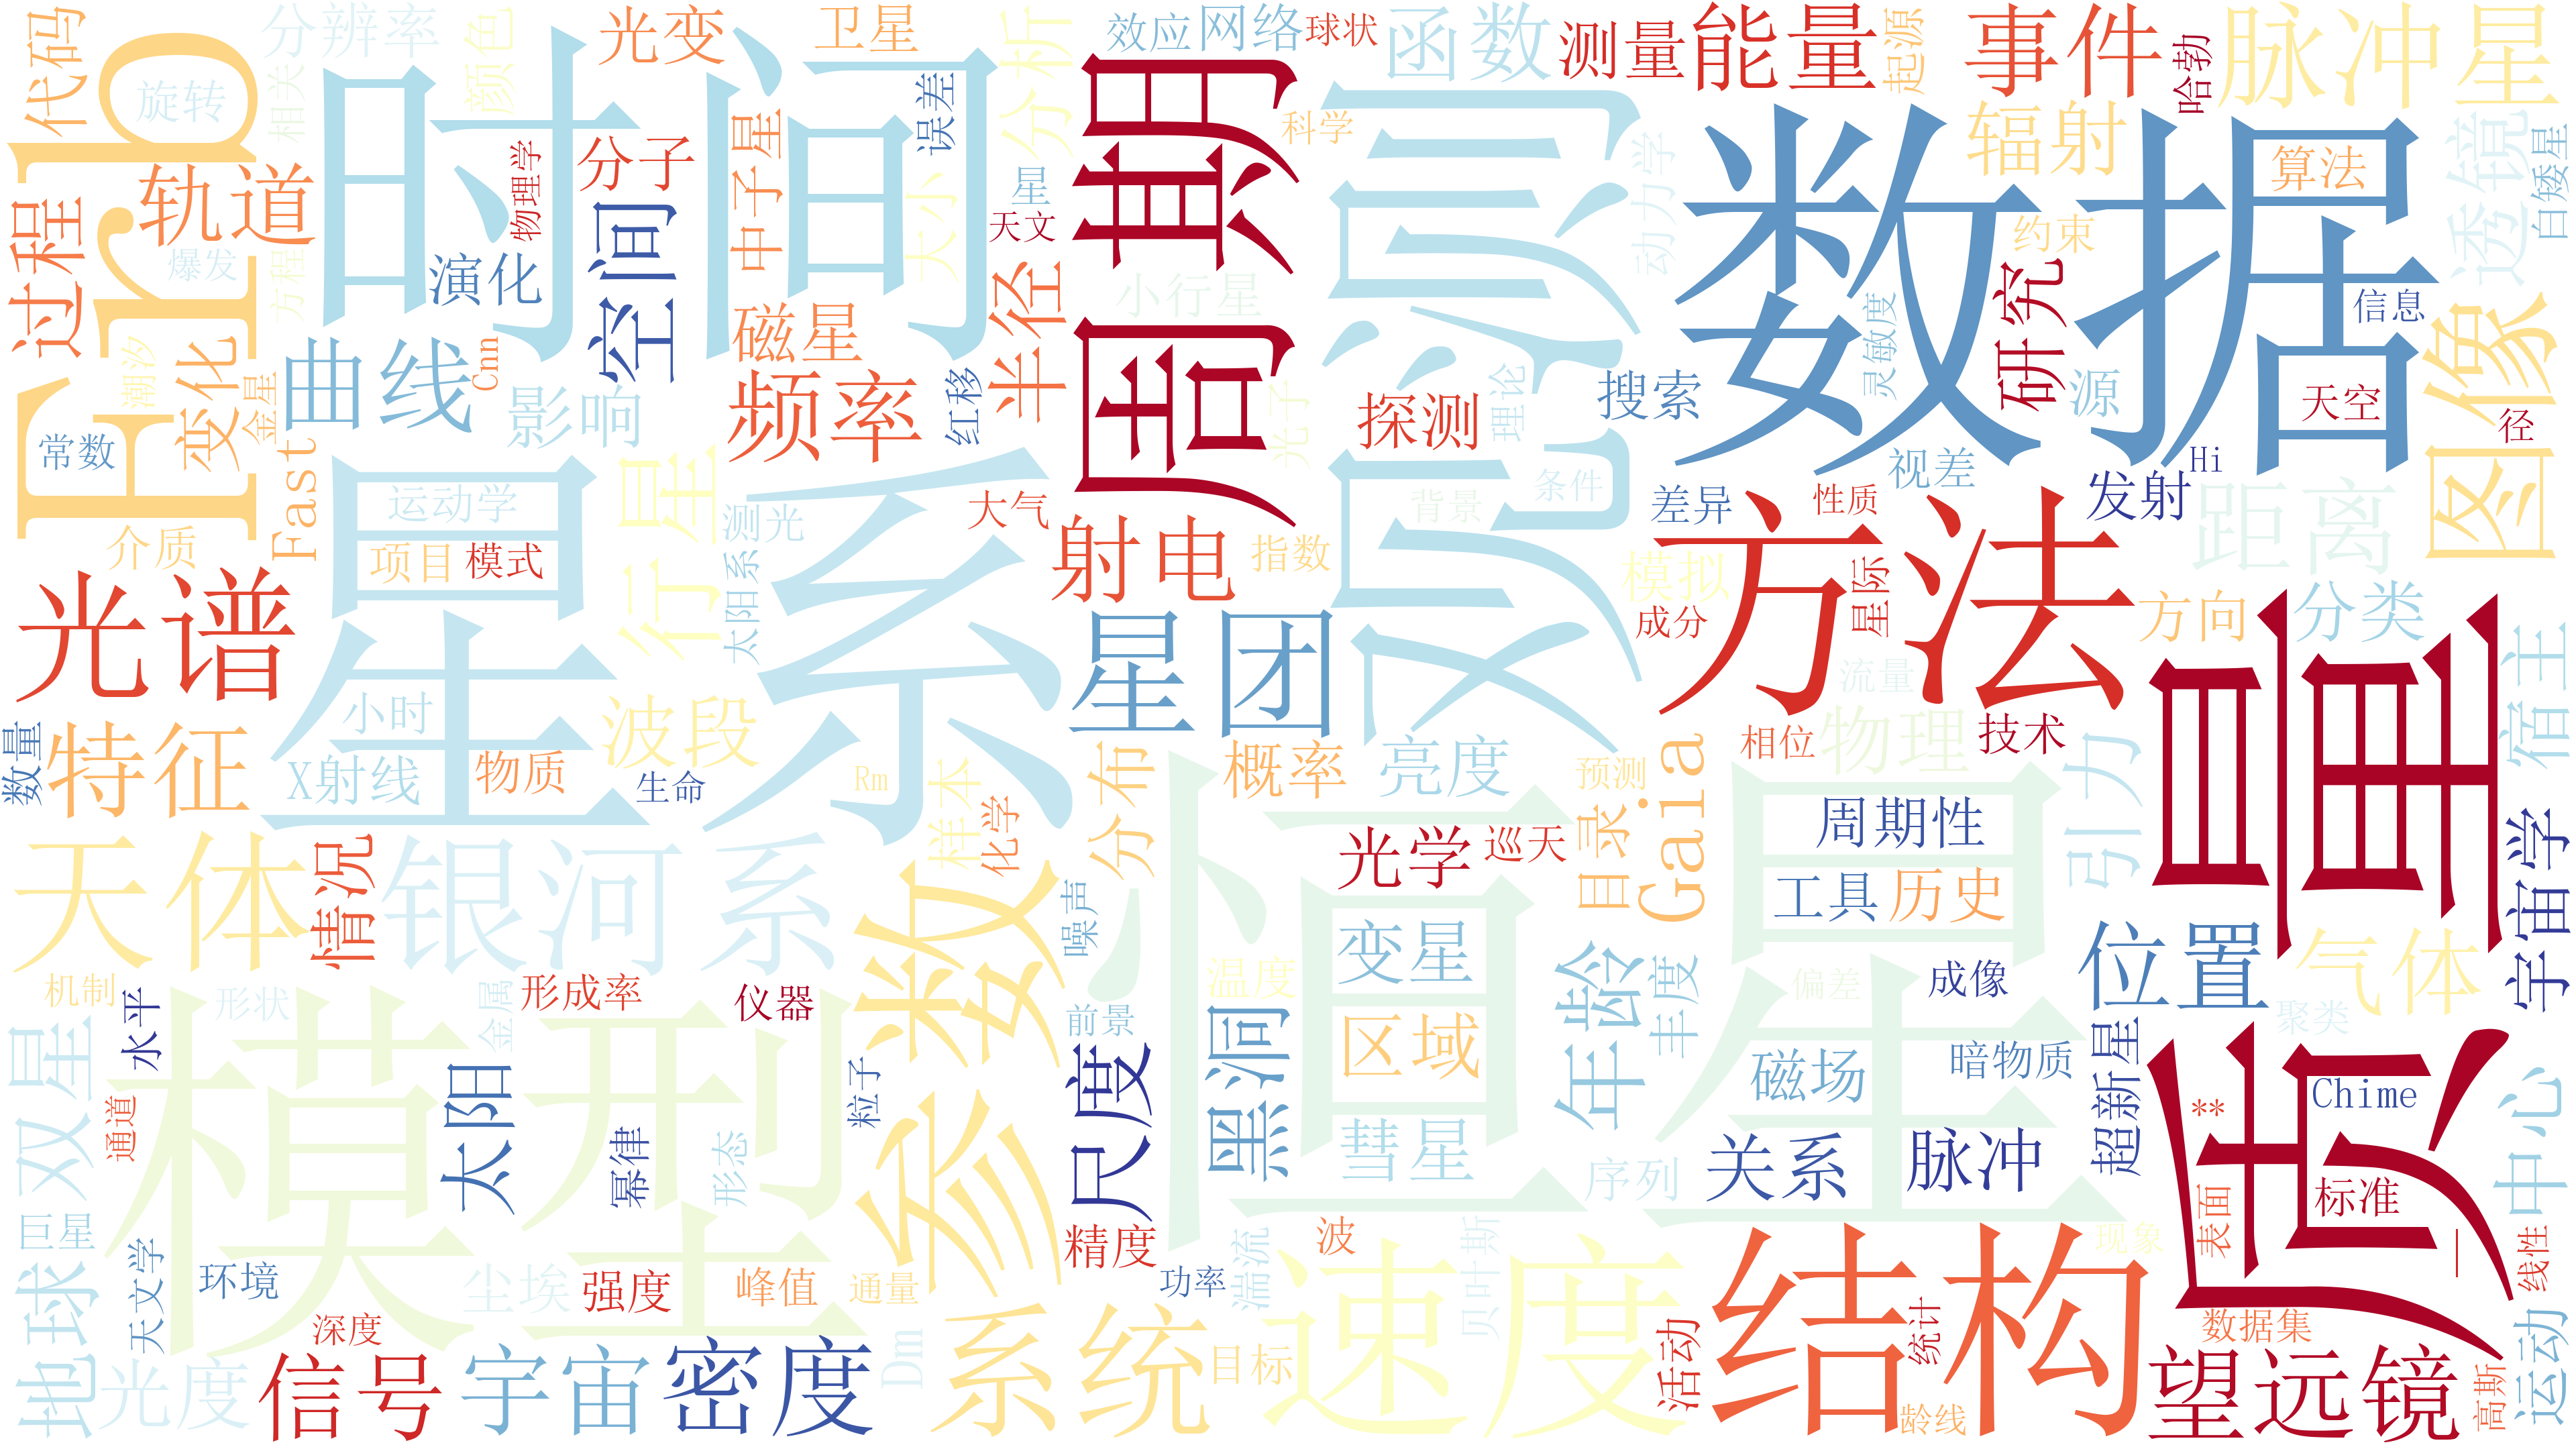 Frb
时间
周期
观测
数据
质量
星系
恒星
模型
方法
结构
速度
参数
系统
密度
宇宙
信号
光度
地球
双星
天体
银河系
特征
光谱
曲线
影响
频率
磁星
空间
演化
分子
中子星
误差
分析
卫星
光变
颜色
相关
分辨率
旋转
代码
轨道
过程
爆发
方程
变化
潮汐
金星
常数
Fast
Cnn
介质
项目
模式
运动学
小时
X射线
物质
数量
波段
行星
测光
太阳系
生命
Rm
样本
化学
情况
机制
形状
水平
通道
金属
形成率
仪器
太阳
幂律
形态
粒子
巨星
天文学
环境
尘埃
强度
峰值
通量
深度
Dm
物理学
大小
星
天文
效应
网络
球状
科学
函数
测量
能量
起源
事件
哈勃
脉冲星
辐射
算法
透镜
白矮星
约束
信息
图像
天空
径
研究
源
灵敏度
搜索
视差
Hi
发射
距离
差异
性质
模拟
星际
成分
流量
方向
分类
宿主
技术
相位
物理
引力
动力学
光子
理论
条件
背景
探测
小行星
半径
红移
大气
射电
指数
星团
概率
亮度
预测
分布
光学
巡天
目录
Gaia
周期性
工具
历史
位置
气体
宇宙学
噪声
温度
变星
年龄
丰度
偏差
成像
聚类
前景
黑洞
区域
磁场
暗物质
超新星
Chime
**
中心
尺度
彗星
序列
关系
脉冲
标准
表面
现象
线性
一
精度
波
湍流
贝叶斯
功率
目标
活动
统计
龄线
数据集
望远镜
高斯
运动